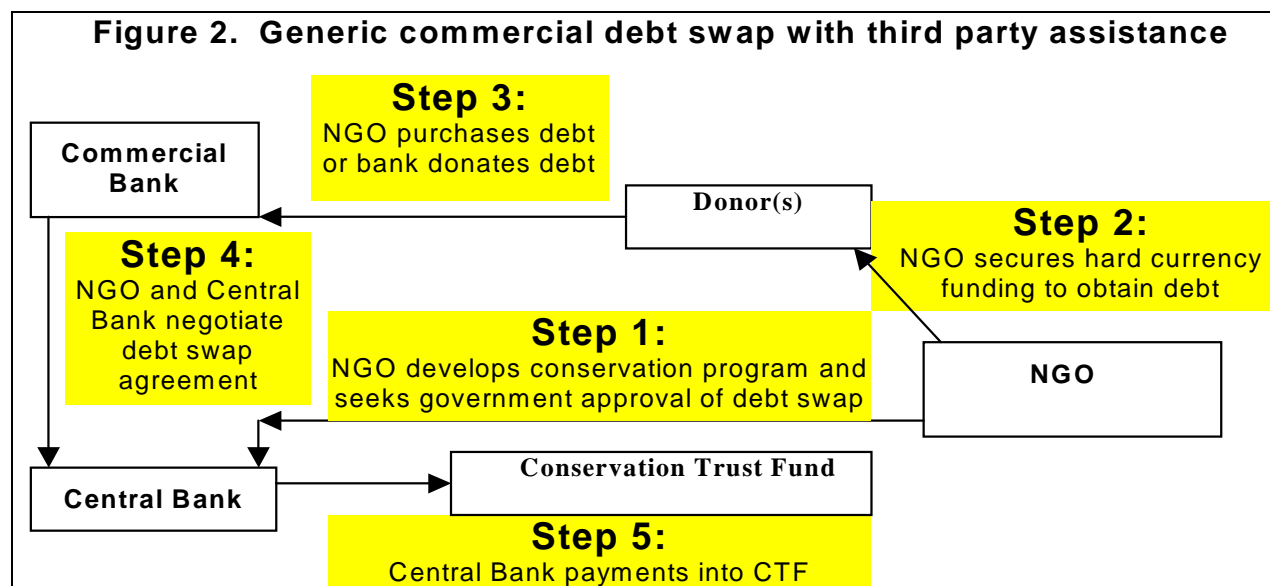 Figure 2. Generic commercial debt swap with third party assistance
Step 3:
NGO purchases debt
or bank donates debt
Commercial
Bank
Donor(s)
Step 2:
NGO secures hard currency
funding to obtain debt
Step 4:
NGO and Central
Bank negotiate
debt swap
agreement
Step 1:
NGO develops conservation program and
seeks government approval of debt swap
NGO
Central Bank
Conservation Trust Fund
Step 5:
Central Bank payments into CTF